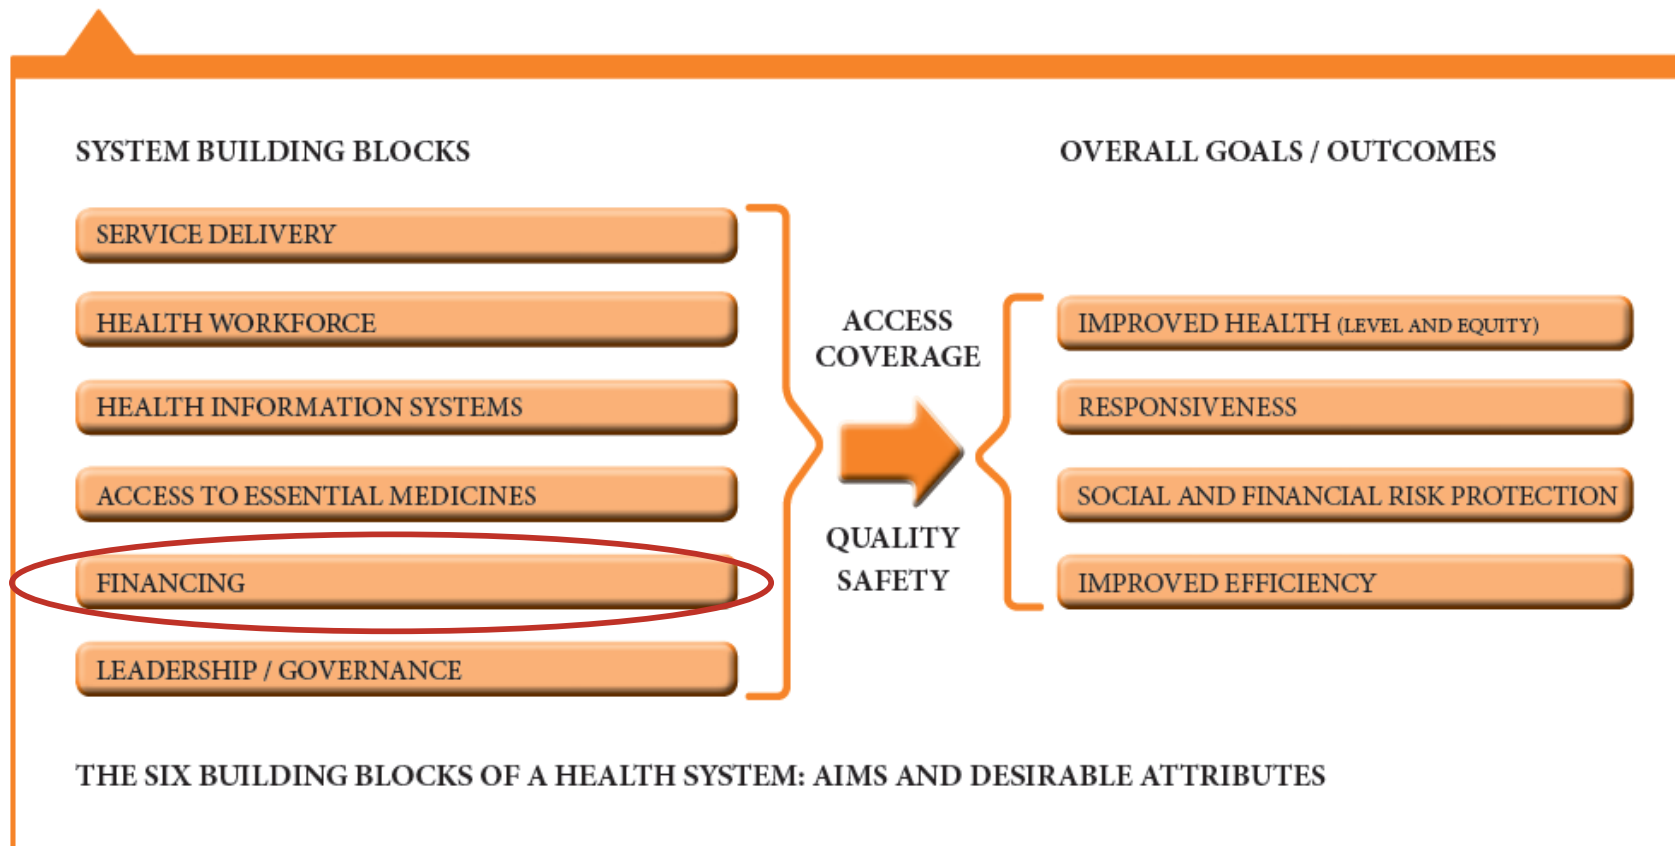 SYSTEM BUILDING BLOCKS
SERVICE DELIVERY
HEALTH WORKFORCE
HEALTH INFORMATION SYSTEMS
ACCESS TO ESSENTIAL MEDICINES
FINANCING
LEADERSHIP / GOVERNANCE
ACCESS
COVERAGE
QUALITY
SAFETY
OVERALL GOALS / OUTCOMES
IMPROVED HEALTH (LEVEL AND EQUITY)
RESPONSIVENESS
SOCIAL AND FINANCIAL RISK PROTECTION
IMPROVED EFFICIENCY
THE SIX BUILDING BLOCKS OF A HEALTH SYSTEM: AIMS AND DESIRABLE ATTRIBUTES